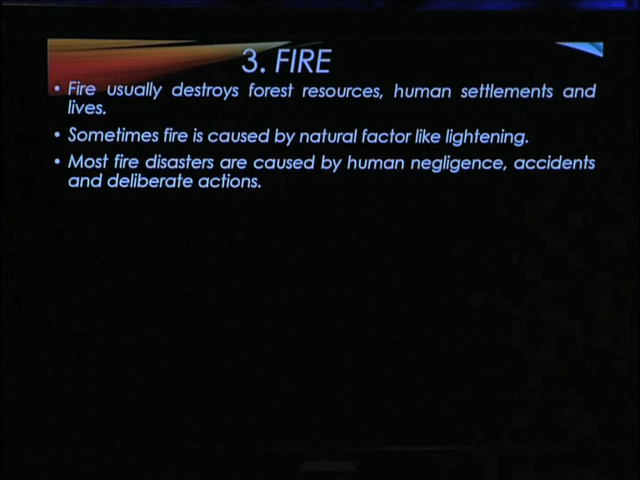 3. FIRE
• Fire usually destroys forest resources, human settlements and
lives.
• Sometimes fire is caused by natural factor like lightening.
• Most fire disasters are caused by human negligence, accidents
and deliberate actions.